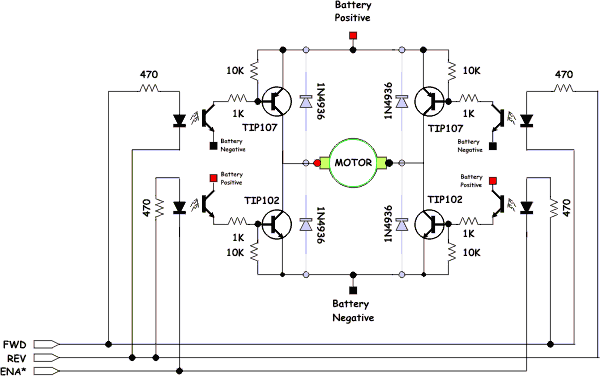 Battery
Positive
470
10K
1N4936
1N4936
10K
470
1K
1K
TIP107
TIP107
Battery
Negative
Battery
Negative
MOTOR
Battery
Positive
Battery
Positive
470
TIP102
1N4936
1N4936
TIP102
470
1K
1K
10K
10K
Battery
Negative
FWD
REV
ENA*